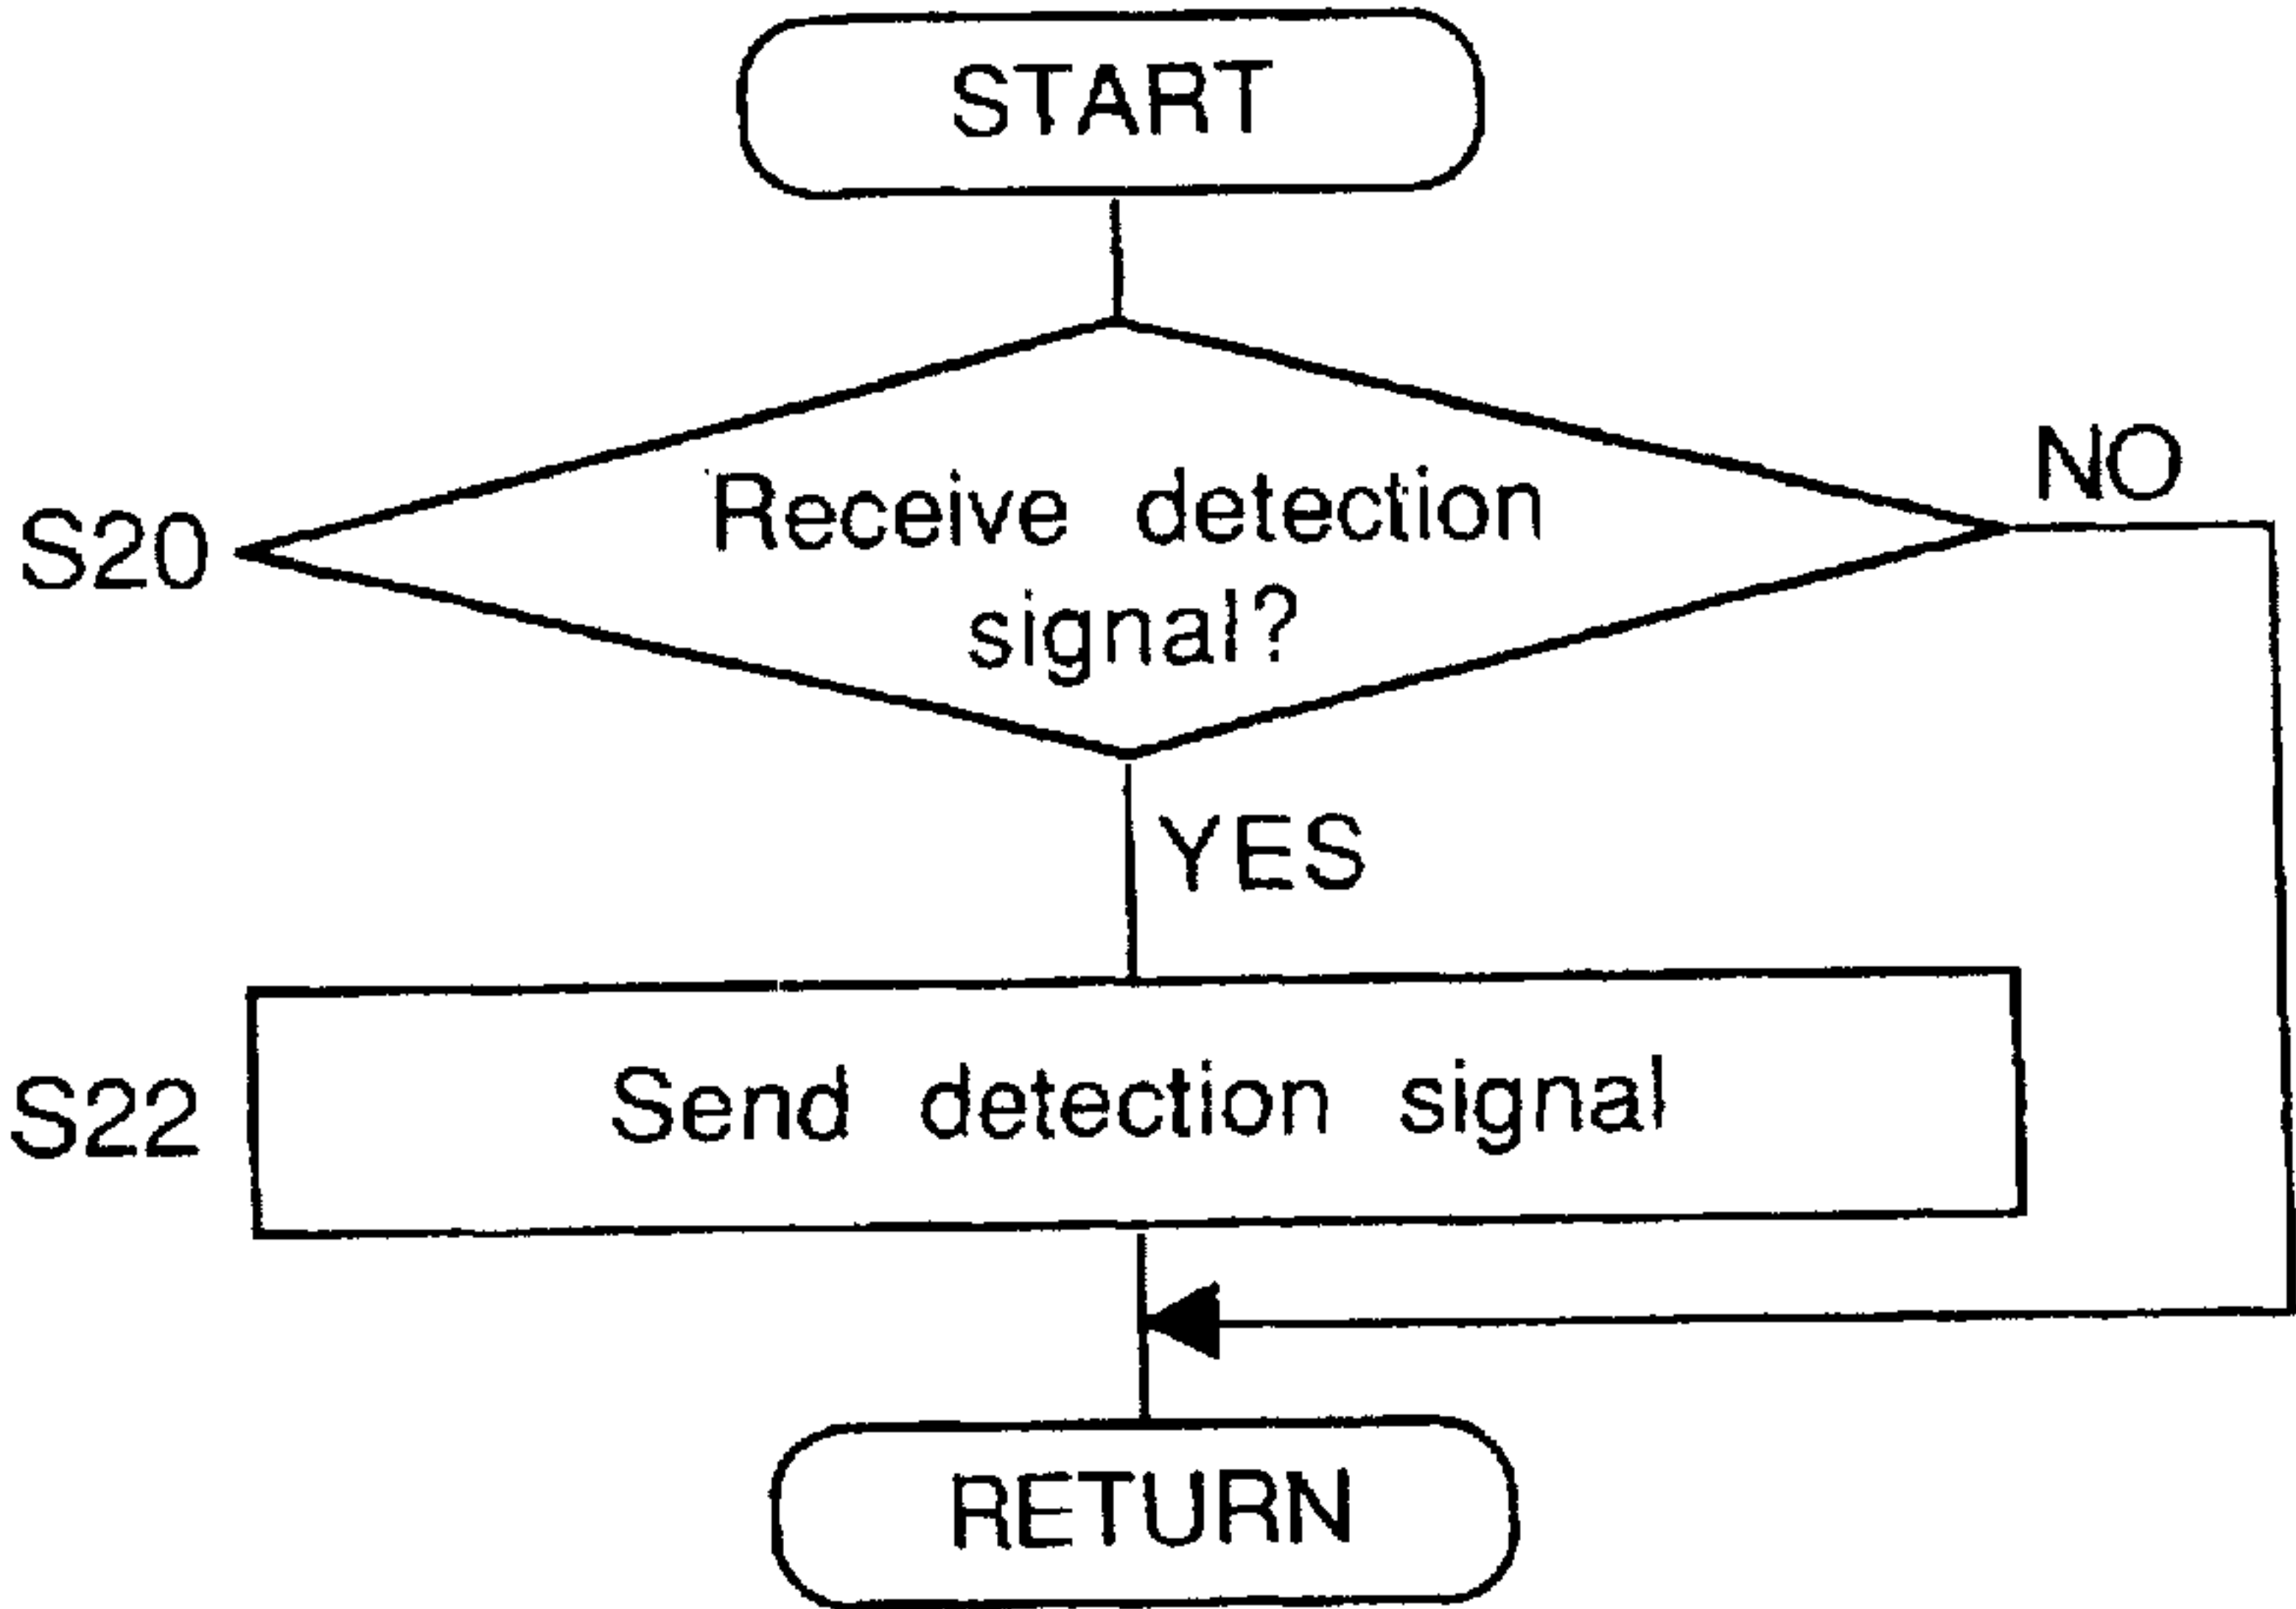 START
S20
Receive detection
signal?
NO
YES
S22
Send detection signal
RETURN